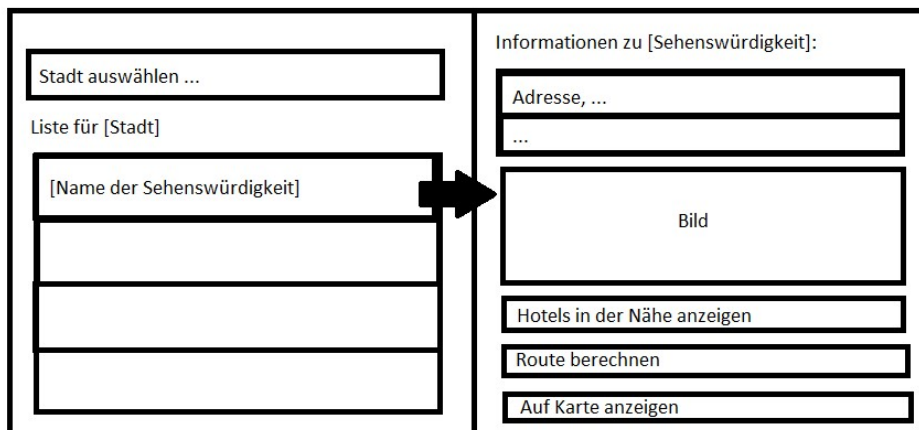 Stadt auswählen ...
Liste für [Stadt]
[Name der Sehenswürdigkeit]
Informationen zu [Sehenswürdigkeit]:
Adresse, ...
...
Bild
Hotels in der Nähe anzeigen
Route berechnen
Auf Karte anzeigen